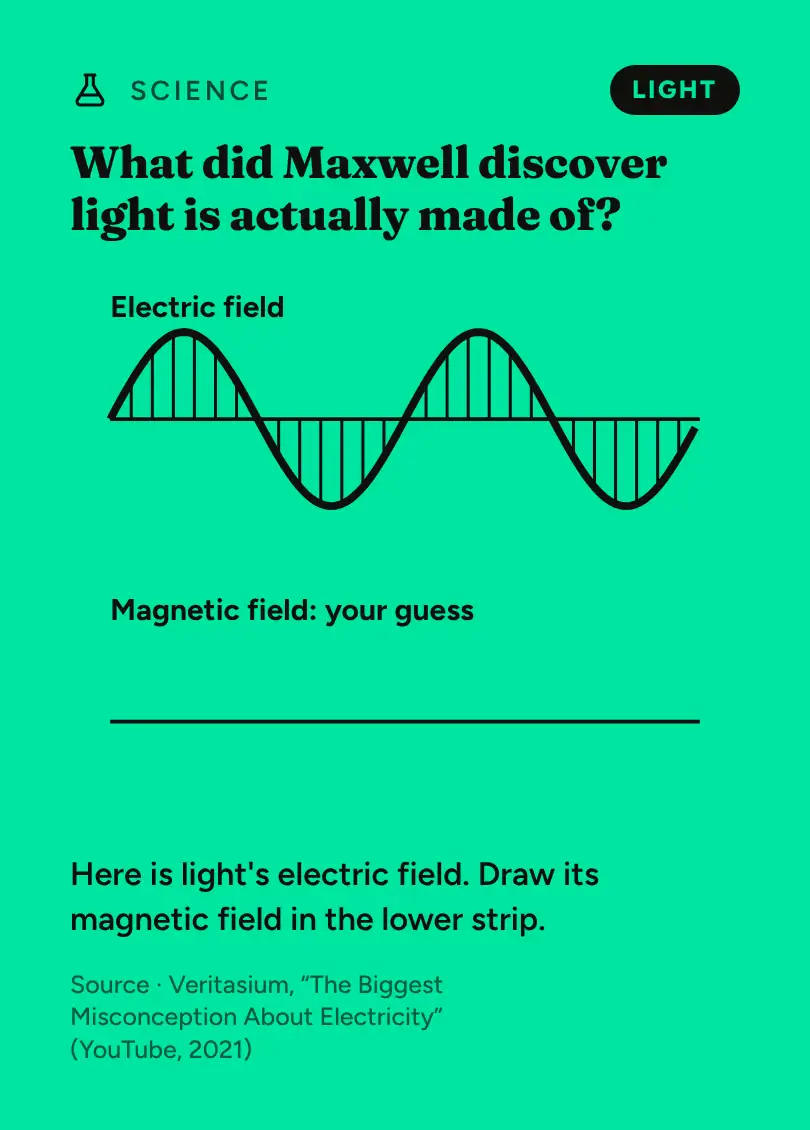 SCIENCE
LIGHT
What did Maxwell discover
light is actually made of?
Electric field
Magnetic field: your guess
Here is light's electric field. Draw its
magnetic field in the lower strip.
Source · Veritasium, “The Biggest
Misconception About Electricity”
(YouTube, 2021)